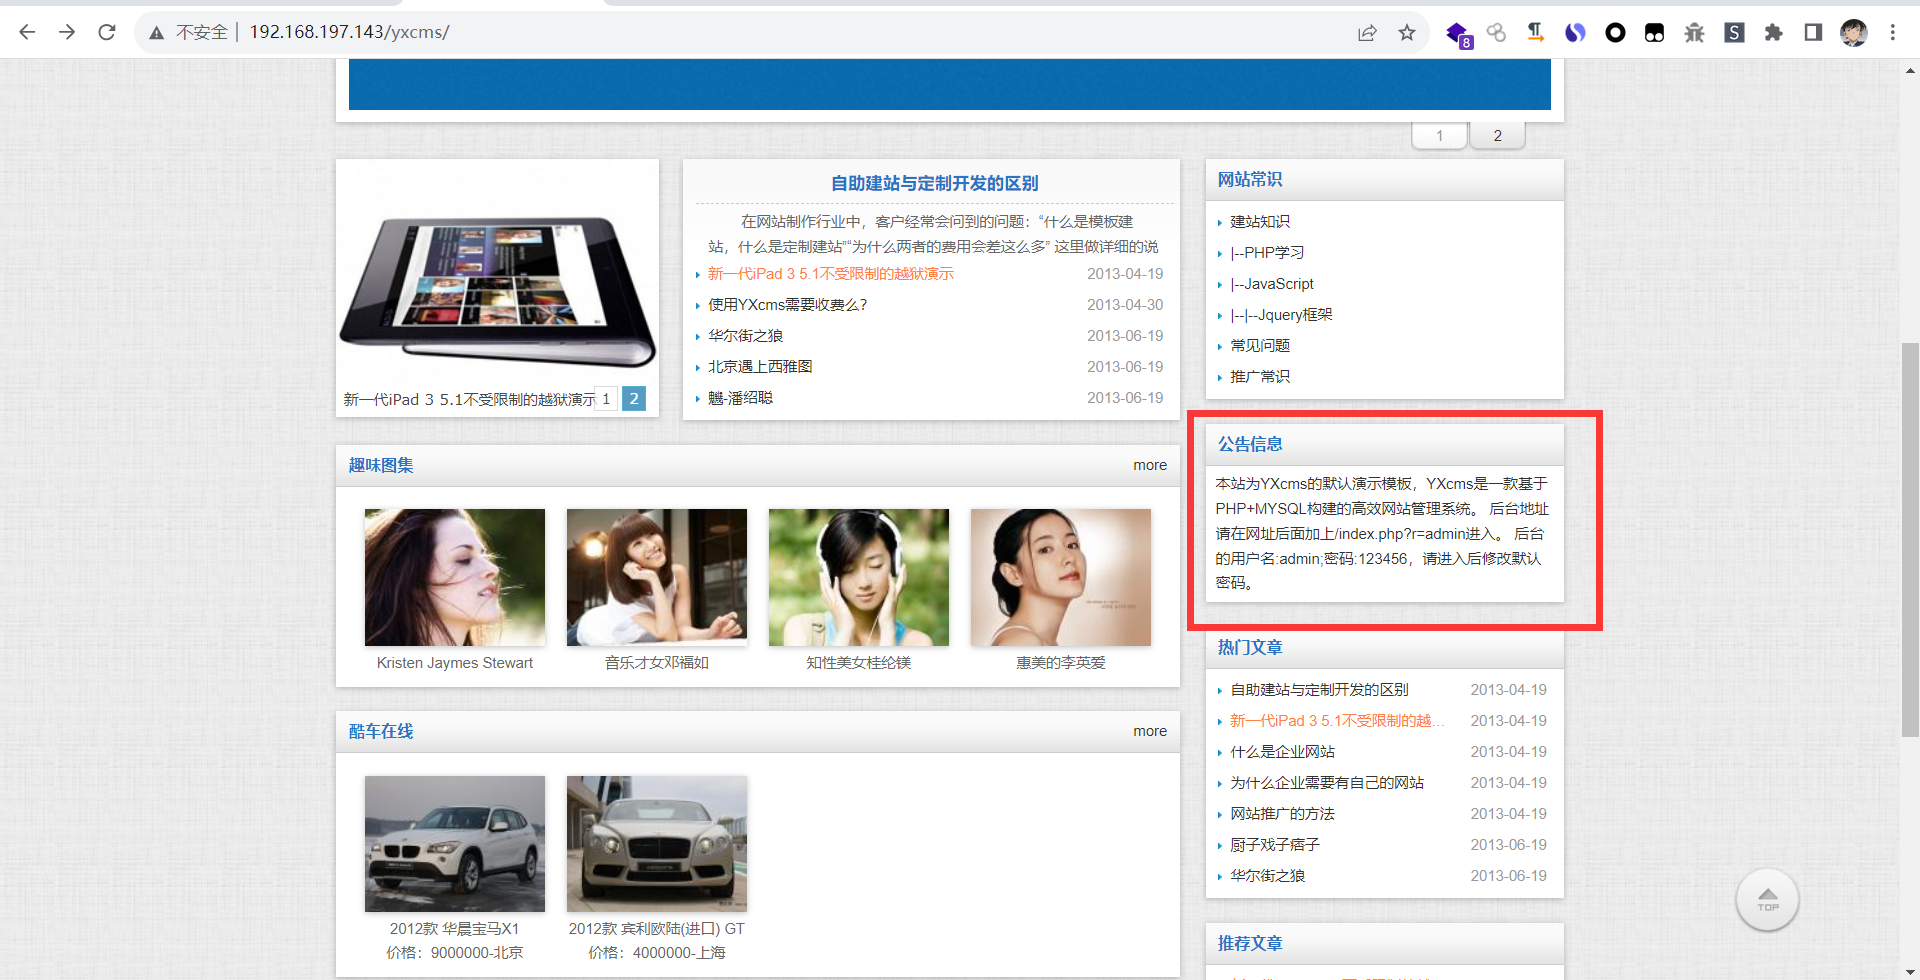 不安全
192.168.197.143/yxcms/
8
S
1
2
新一代iPad 3 5.1不受限制的越狱演示
1
2
自助建站与定制开发的区别
在网站制作行业中，客户经常会问到的问题：“什么是模板建
站，什么是定制建站”“为什么两者的费用会差这么多” 这里做详细的说
新一代iPad 3 5.1不受限制的越狱演示 2013-04-19
使用YXcms需要收费么？ 2013-04-30
华尔街之狼 2013-06-19
北京遇上西雅图 2013-06-19
魑-潘绍聪 2013-06-19
网站常识
建站知识
|--PHP学习
|--JavaScript
|--|--Jquery框架
常见问题
推广常识
公告信息
本站为YXcms的默认演示模板，YXcms是一款基于
PHP+MYSQL构建的高效网站管理系统。 后台地址
请在网址后面加上/index.php?r=admin进入。 后台
的用户名:admin;密码:123456，请进入后修改默认
密码。
趣味图集
more
Kristen Jaymes Stewart
音乐才女邓福如
知性美女桂纶镁
惠美的李英爱
酷车在线
more
2012款 华晨宝马X1
价格：9000000-北京
2012款 宾利欧陆(进口) GT
价格：4000000-上海
热门文章
自助建站与定制开发的区别 2013-04-19
新一代iPad 3 5.1不受限制的越... 2013-04-19
什么是企业网站 2013-04-19
为什么企业需要有自己的网站 2013-04-19
网站推广的方法 2013-04-19
厨子戏子痞子 2013-06-19
华尔街之狼 2013-06-19
推荐文章
TOP